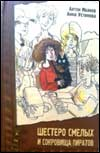 Антон Иванов
Анна Устинова
ШЕСТЕРО СМЕЛЫХ
И СОКРОВИЩА ПИРАТОВ